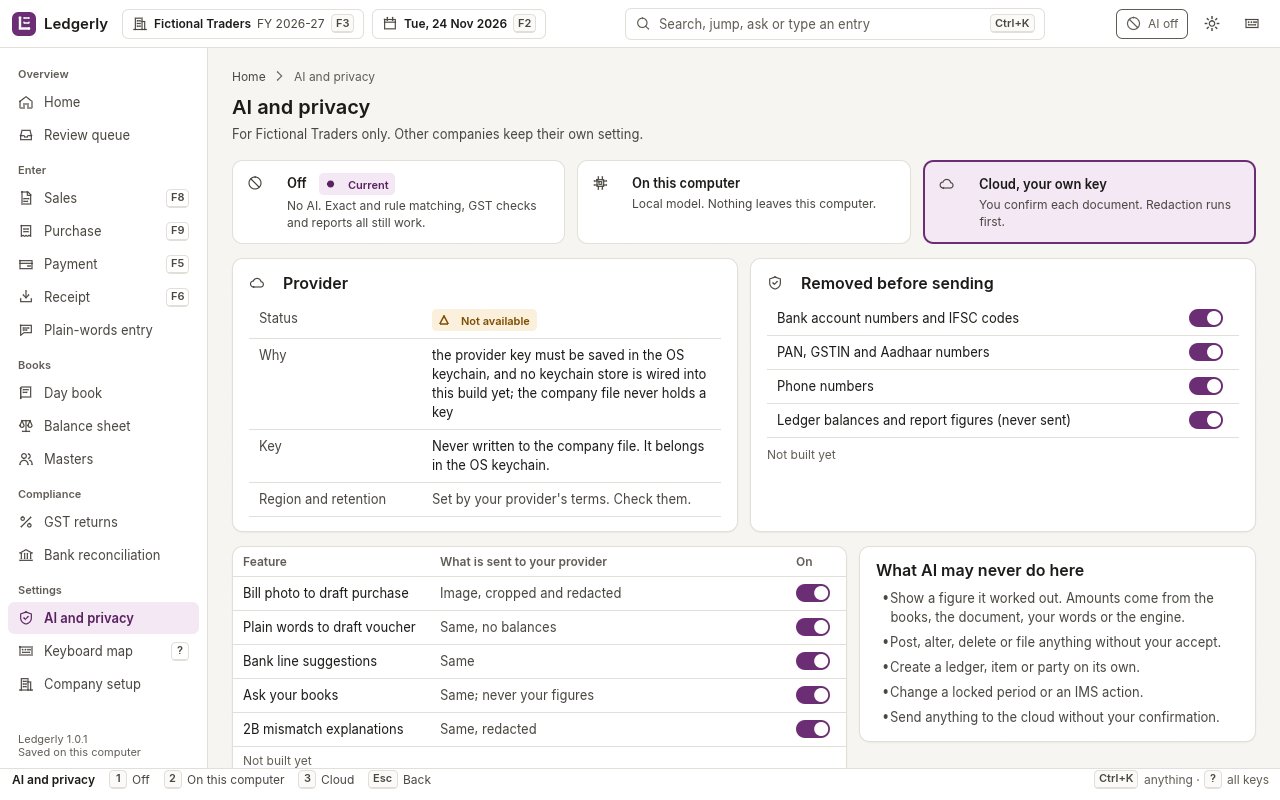 Ledgerly
Fictional Traders FY 2026-27 F3
Tue, 24 Nov 2026 F2
Search, jump, ask or type an entry Ctrl+K
AI off
Overview
Home
Review queue
Enter
Sales F8
Purchase F9
Payment F5
Receipt F6
Plain-words entry
Books
Day book
Balance sheet
Masters
Compliance
GST returns
Bank reconciliation
Settings
AI and privacy
Keyboard map ?
Company setup
Ledgerly 1.0.1
Saved on this computer
Home AI and privacy
AI and privacy
For Fictional Traders only. Other companies keep their own setting.
Off Current
No AI. Exact and rule matching, GST checks
and reports all still work.
On this computer
Local model. Nothing leaves this computer.
Cloud, your own key
You confirm each document. Redaction runs
first.
Provider
Status Not available
Why the provider key must be saved in the OS
keychain, and no keychain store is wired into
this build yet; the company file never holds a
key
Key Never written to the company file. It belongs
in the OS keychain.
Region and retention Set by your provider's terms. Check them.
Removed before sending
Bank account numbers and IFSC codes
PAN, GSTIN and Aadhaar numbers
Phone numbers
Ledger balances and report figures (never sent)
Not built yet
Feature What is sent to your provider On
Bill photo to draft purchase Image, cropped and redacted
Plain words to draft voucher Same, no balances
Bank line suggestions Same
Ask your books Same; never your figures
2B mismatch explanations Same, redacted
Not built yet
What AI may never do here
•Show a figure it worked out. Amounts come from the
books, the document, your words or the engine.
•Post, alter, delete or file anything without your accept.
•Create a ledger, item or party on its own.
•Change a locked period or an IMS action.
•Send anything to the cloud without your confirmation.
AI and privacy 1 Off 2 On this computer 3 Cloud Esc Back
Ctrl+K anything · ? all keys